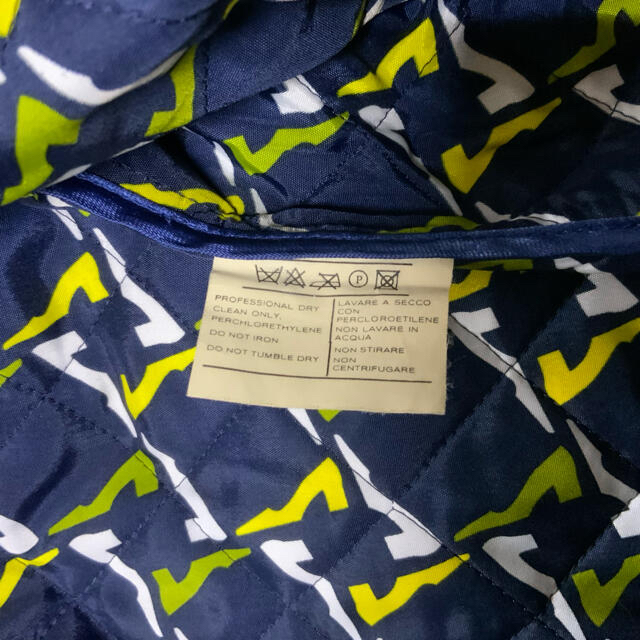 P
PROFESSIONAL DRY
CLEAN ONLY,
PERCHLORETHYLENE
DO NOT IRON
DO NOT TUMBLE DRY
LAVARE A SECCO
CON
PERCLOROETILENE
NON LAVARE IN
ACQUA
NON STIRARE
CENTRIFUGARE